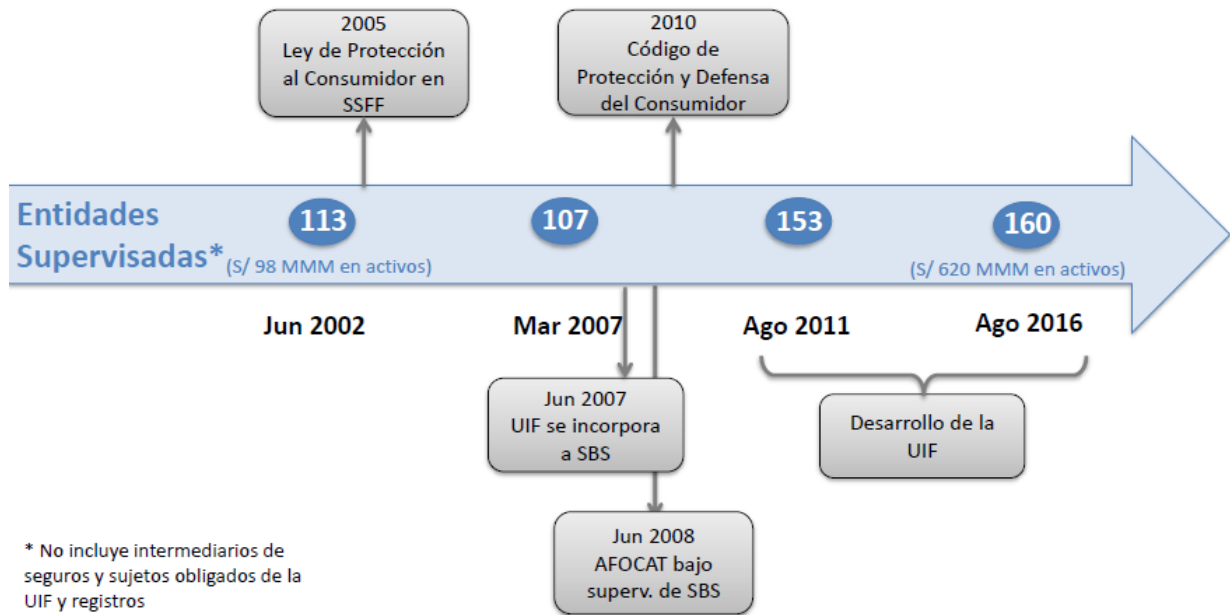 2005
Ley de Protección
al Consumidor en
SSFF
2010
Código de
Protección y Defensa
del Consumidor
Entidades
Supervisadas*
113
107
153
160
(S/ 98 MMM en activos)
(S/ 620 MMM en activos)
Jun 2002
Mar 2007
Ago 2011
Ago 2016
Jun 2007
UIF se incorpora
a SBS
Desarrollo de la
UIF
Jun 2008
AFOCAT bajo
superv. de SBS
* No incluye intermediarios de
seguros y sujetos obligados de la
UIF y registros